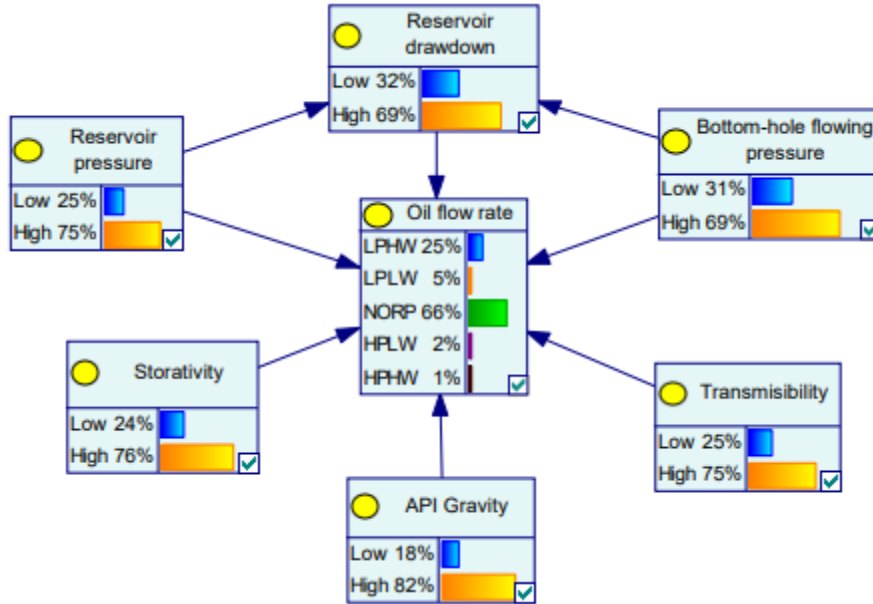 Reservoir
drawdown
Low 32%
High 69%
Reservoir
pressure
Low 25%
High 75%
Bottom-hole flowing
pressure
Low 31%
High 69%
Oil flow rate
LPHW 25%
LPLW 5%
NORP 66%
HPLW 2%
HPHW 1%
Storativity
Low 24%
High 76%
Transmisibility
Low 25%
High 75%
API Gravity
Low 18%
High 82%